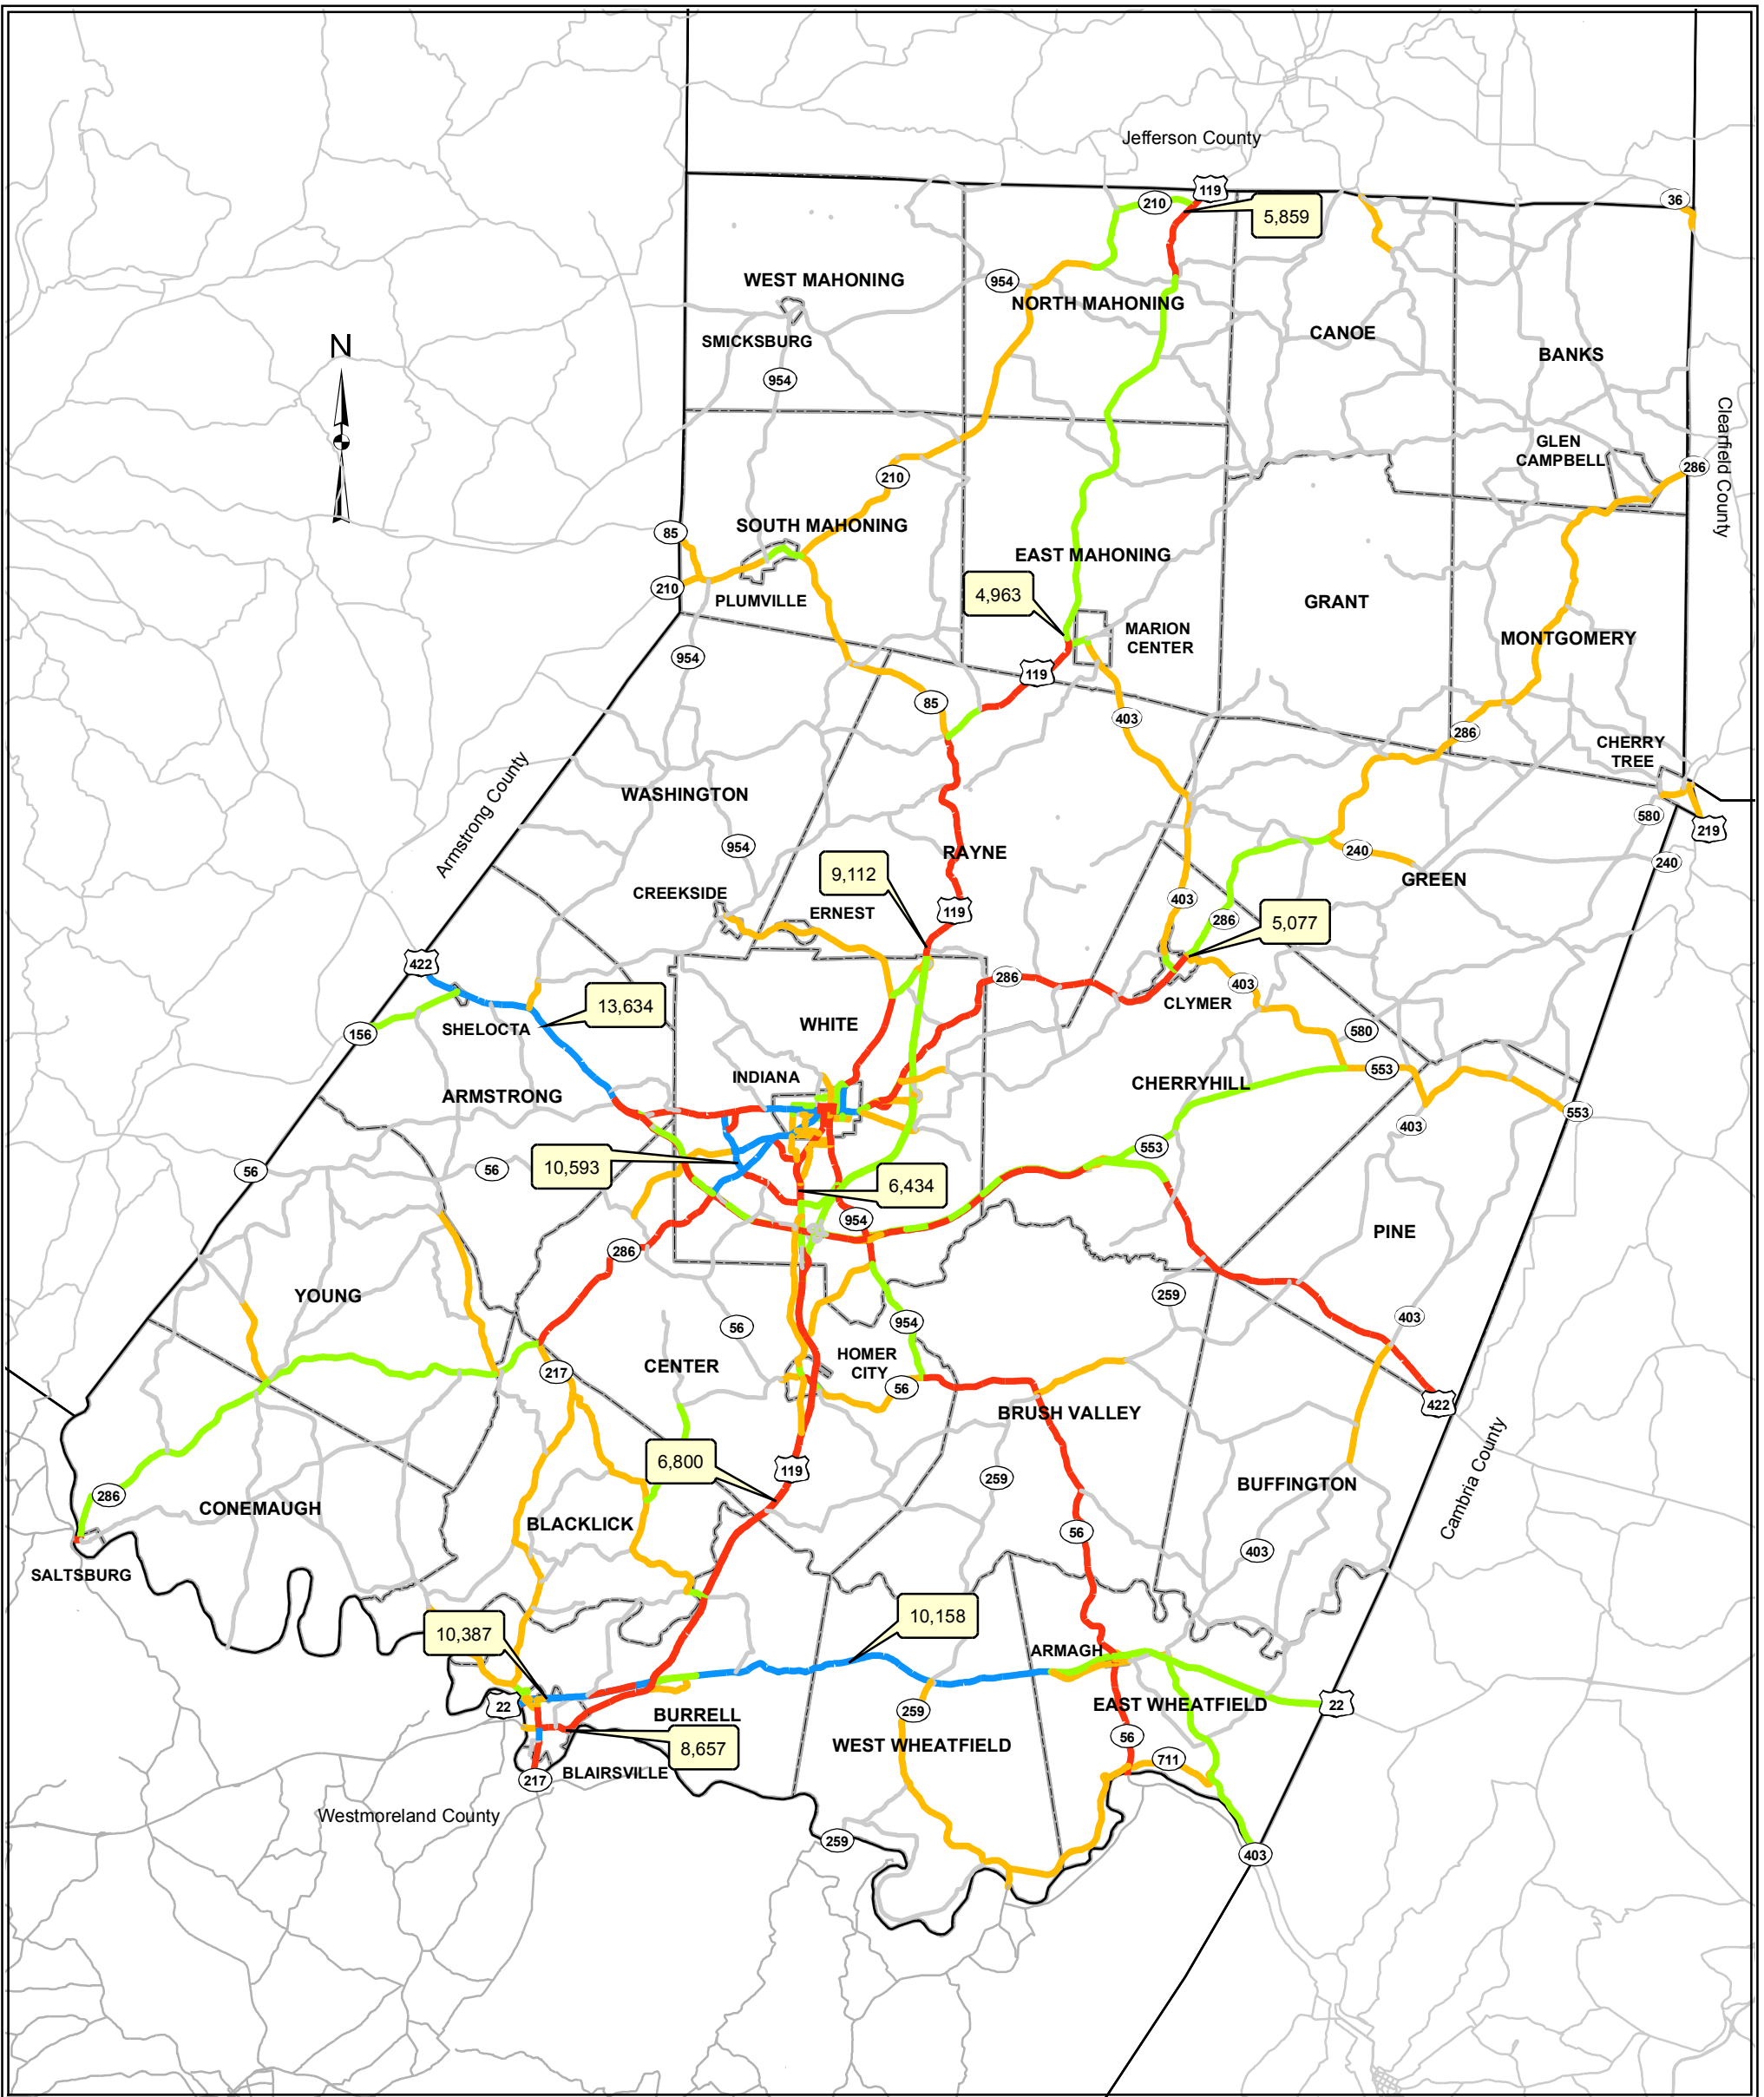 Jefferson County
119
36
210
5,859
WEST MAHONING
954
NORTH MAHONING
CANOE
N
SMICKSBURG
BANKS
954
Clearfield County
GLEN
CAMPBELL
286
210
SOUTH MAHONING
85
EAST MAHONING
210
4,963
PLUMVILLE
GRANT
MARION
CENTER
MONTGOMERY
954
119
85
403
286
CHERRY
TREE
Armstrong County
WASHINGTON
580
219
954
RAYNE
240
240
9,112
GREEN
CREEKSIDE
403
ERNEST
119
286
5,077
422
286
403
13,634
CLYMER
SHELOCTA
WHITE
156
580
INDIANA
553
CHERRYHILL
ARMSTRONG
553
403
553
56
56
10,593
6,434
954
PINE
286
YOUNG
259
403
56
954
HOMER
CITY
CENTER
217
56
422
BRUSH VALLEY
Cambria County
6,800
119
259
BUFFINGTON
286
CONEMAUGH
BLACKLICK
56
403
SALTSBURG
10,158
10,387
ARMAGH
22
EAST WHEATFIELD
22
259
BURRELL
56
WEST WHEATFIELD
8,657
711
BLAIRSVILLE
217
Westmoreland County
259
403